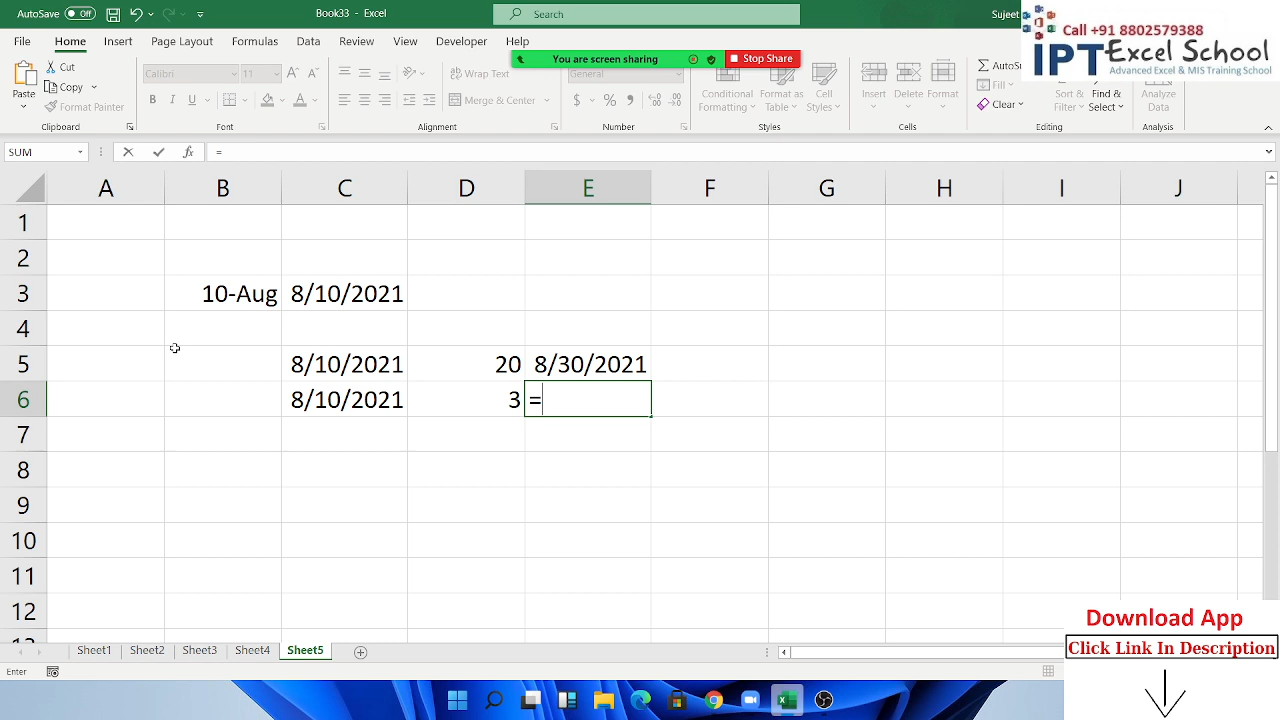 AutoSave Off Book33 - Excel Search Sujeet
Call +91 8802579388
IPT Excel School
Advanced Excel & MIS Training School
File Home Insert Page Layout Formulas Data View Developer Help
You are screen sharing Stop Share
Paste Cut Copy Format Painter
Calibri 11
Wrap Text
Merge & Center
General
$ % ,
Conditional Formatting Format as Table Cell Styles
Insert Delete Format
AutoSu
Fill
Clear
Sort & Filter Find & Select
Analyze Data
Clipboard Font Alignment Number Styles Cells Editing Analysis
SUM fx =
A B C D E F G H I J
1
2
3 10-Aug 8/10/2021
4
5 8/10/2021 20 8/30/2021
6 8/10/2021 3 =
7
8
9
10
11
12
Download App
Click Link In Description
Sheet1 Sheet2 Sheet3 Sheet4 Sheet5
Enter